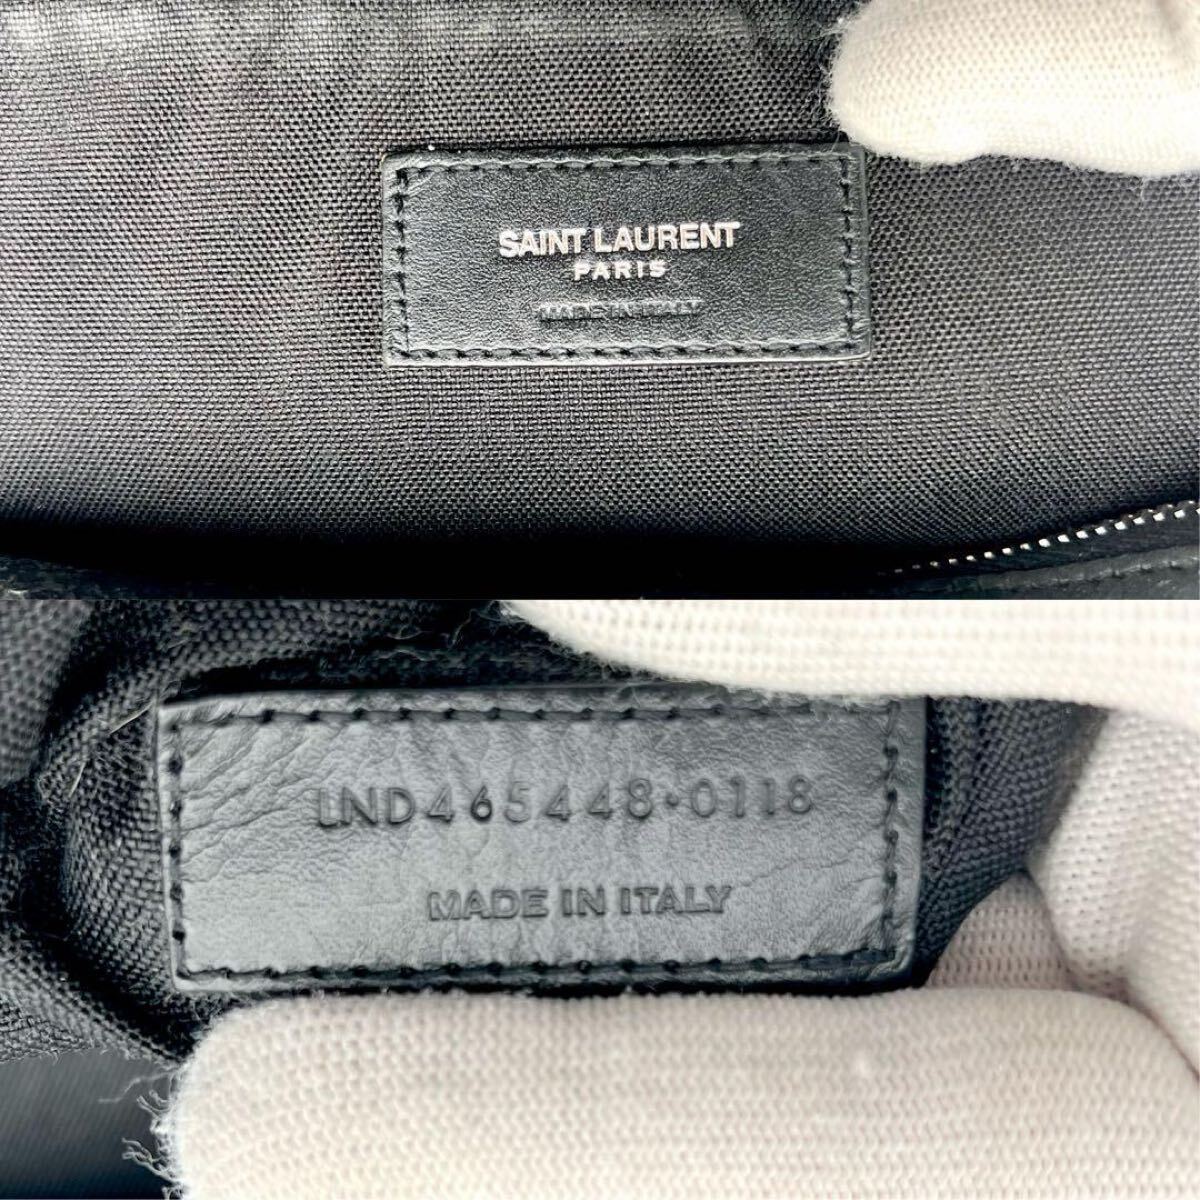 SAINT LAURENT
PARIS
MADE IN ITALY
LND465448·0118
MADE IN ITALY